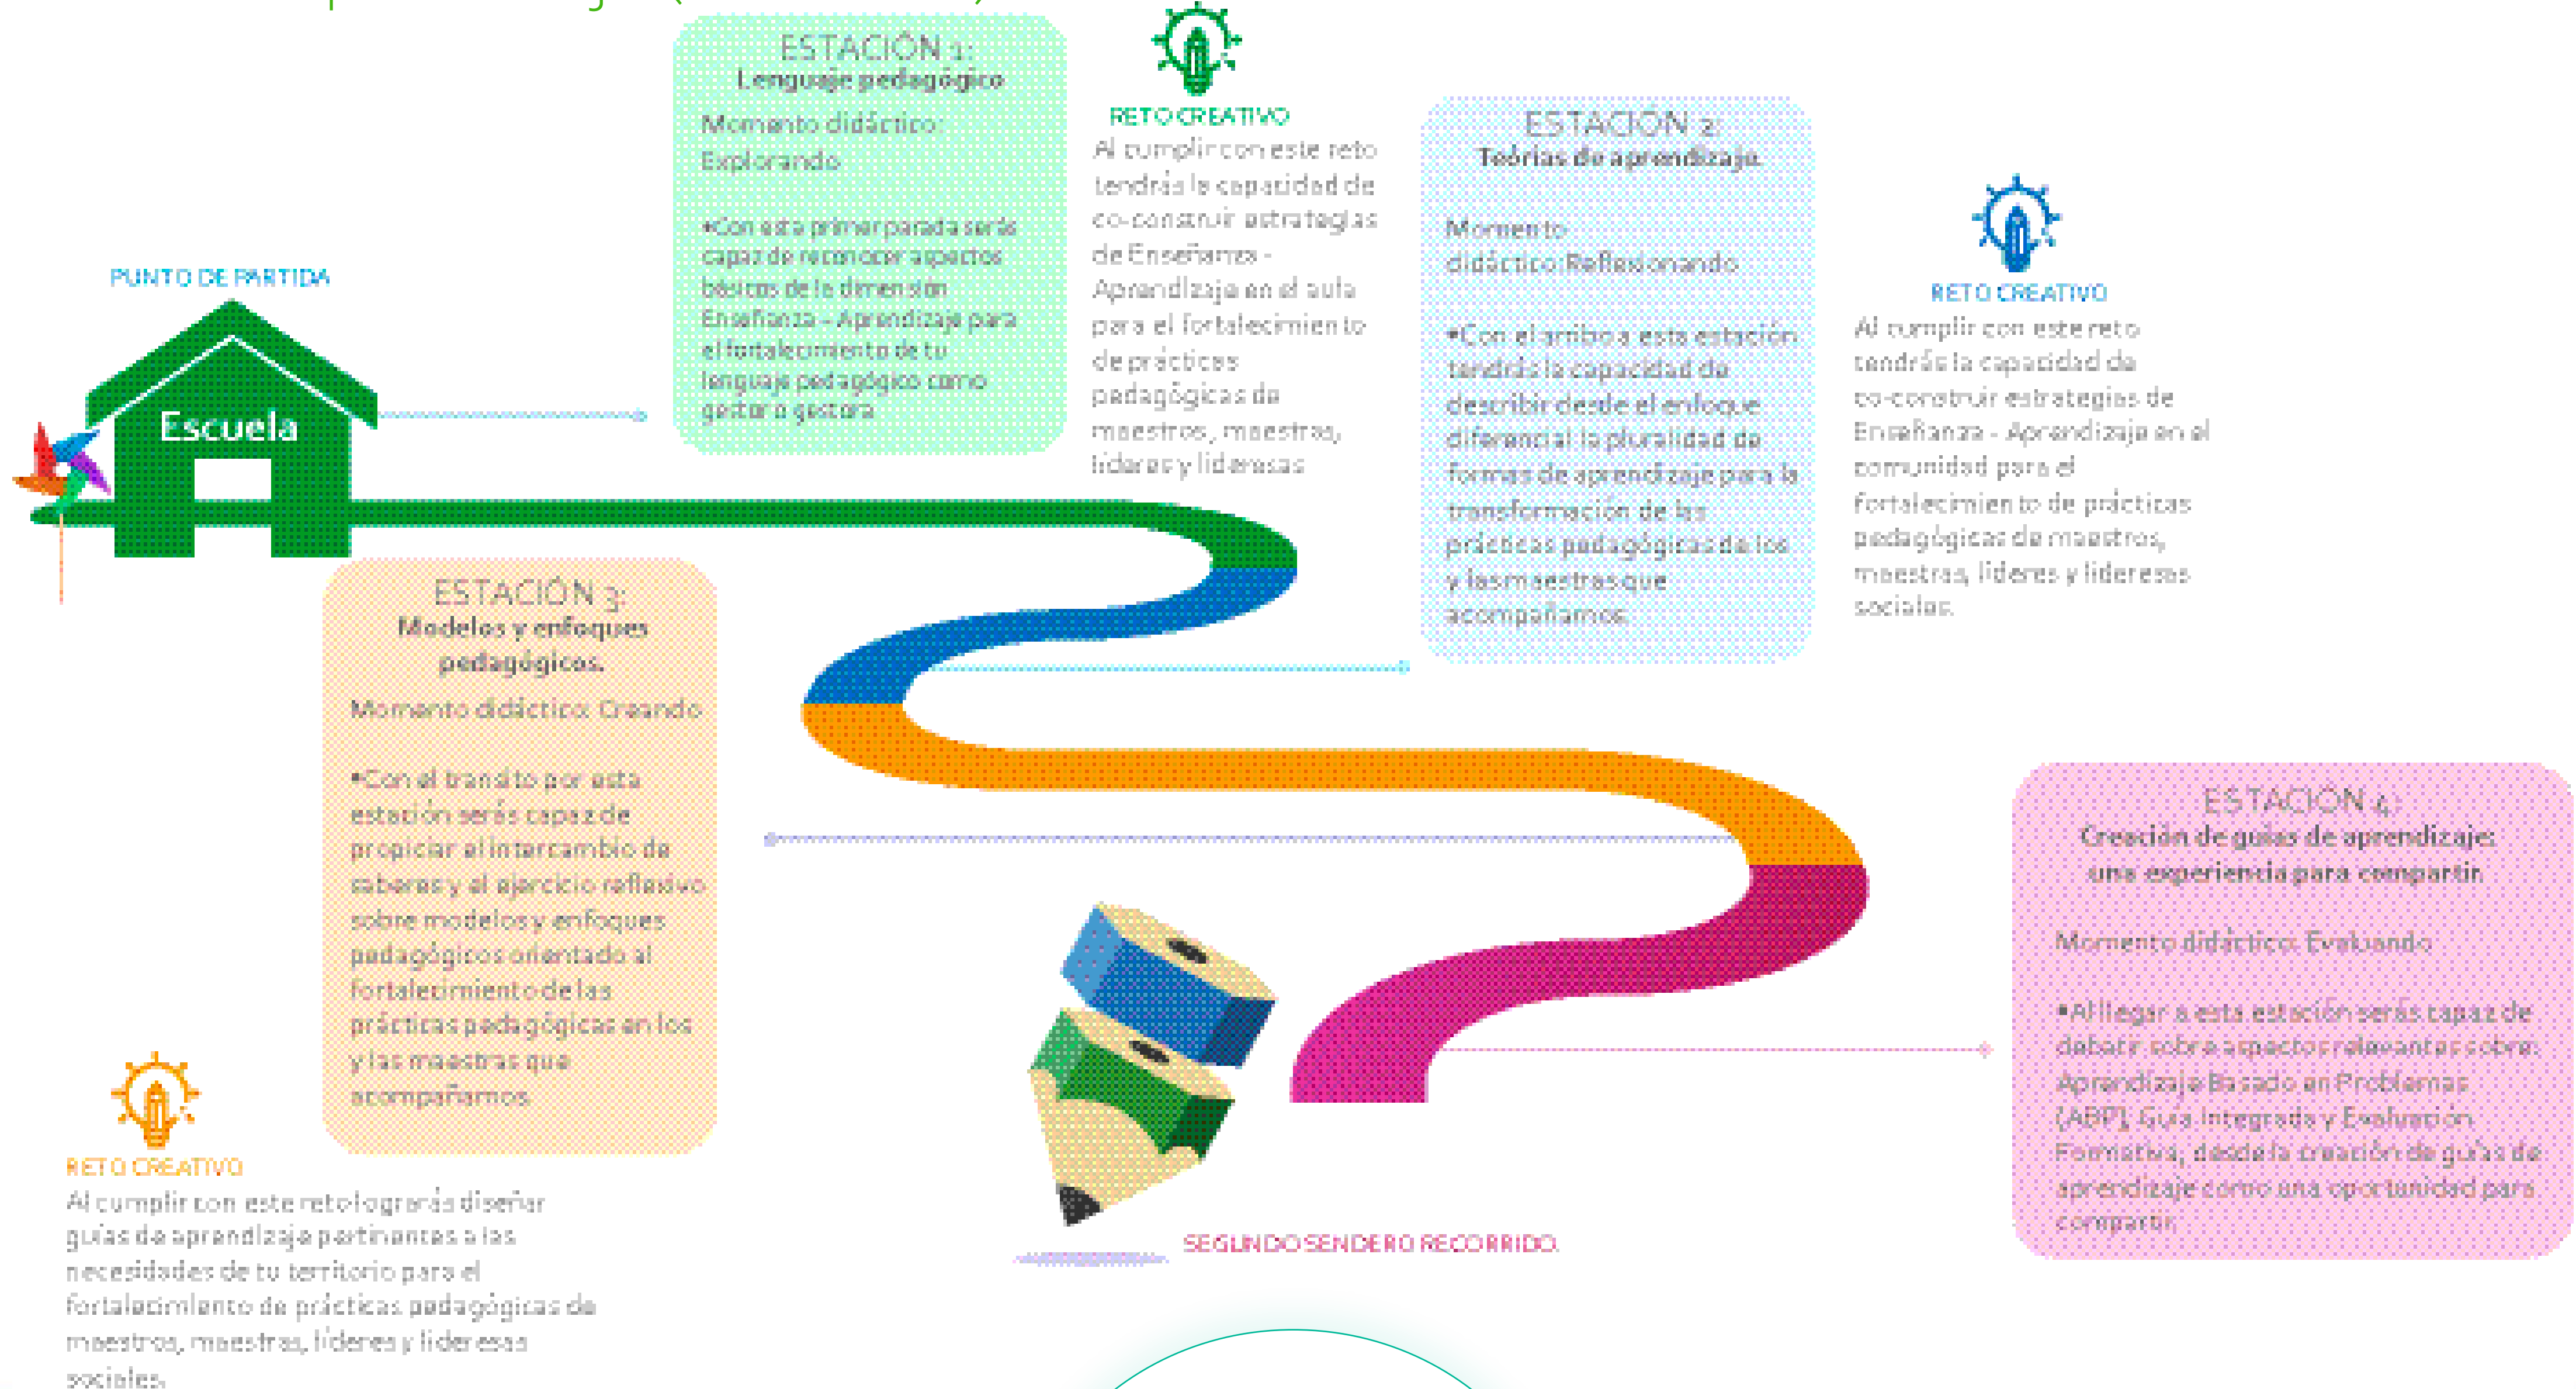 ESTACIÓN 1:
Lenguaje pedagógico
Momento didáctico:
Explorando
•Con esta primer parada serás
capaz de reconocer aspectos
básicos de la dimensión
Enseñanza – Aprendizaje para
el fortalecimiento de tu
lenguaje pedagógico como
gestor o gestora
RETO CREATIVO
Al cumplir con este reto
tendrás la capacidad de
co-construir estrategias
de Enseñanza -
Aprendizaje en el aula
para el fortalecimiento
de prácticas
pedagógicas de
maestros, maestras,
líderes y lideresas
ESTACIÓN 2:
Teorías de aprendizaje.
Momento
didáctico:Reflexionando
•Con el arribo a esta estación
tendrás la capacidad de
describir desde el enfoque
diferencial la pluralidad de
formas de aprendizaje para la
transformación de las
prácticas pedagógicas de los
y las maestras que
acompañamos.
RETO CREATIVO
Al cumplir con este reto
tendrás la capacidad de
co-construir estrategias de
Enseñanza - Aprendizaje en el
comunidad para el
fortalecimiento de prácticas
pedagógicas de maestros,
maestras, líderes y lideresas
sociales.
PUNTO DE PARTIDA
Escuela
ESTACIÓN 3:
Modelos y enfoques
pedagógicos.
Momento didáctico: Creando
•Con el transito por esta
estación serás capaz de
propiciar el intercambio de
saberes y el ejercicio reflexivo
sobre modelos y enfoques
pedagógicos orientado al
fortalecimiento de las
prácticas pedagógicas en los
y las maestras que
acompañamos.
RETO CREATIVO
Al cumplir con este reto lograrás diseñar
guías de aprendizaje pertinentes a las
necesidades de tu territorio para el
fortalecimiento de prácticas pedagógicas de
maestros, maestras, líderes y lideresas
sociales.
ESTACIÓN 4:
Creación de guías de aprendizaje:
una experiencia para compartir.
Momento didáctico: Evaluando
•Al llegar a esta estación serás capaz de
debatir sobre aspectos relevantes sobre:
Aprendizaje Basado en Problemas
(ABP), Guía Integrada y Evaluación
Formativa, desde la creación de guías de
aprendizaje como una oportunidad para
compartir.
SEGUNDO SENDERO RECORRIDO.